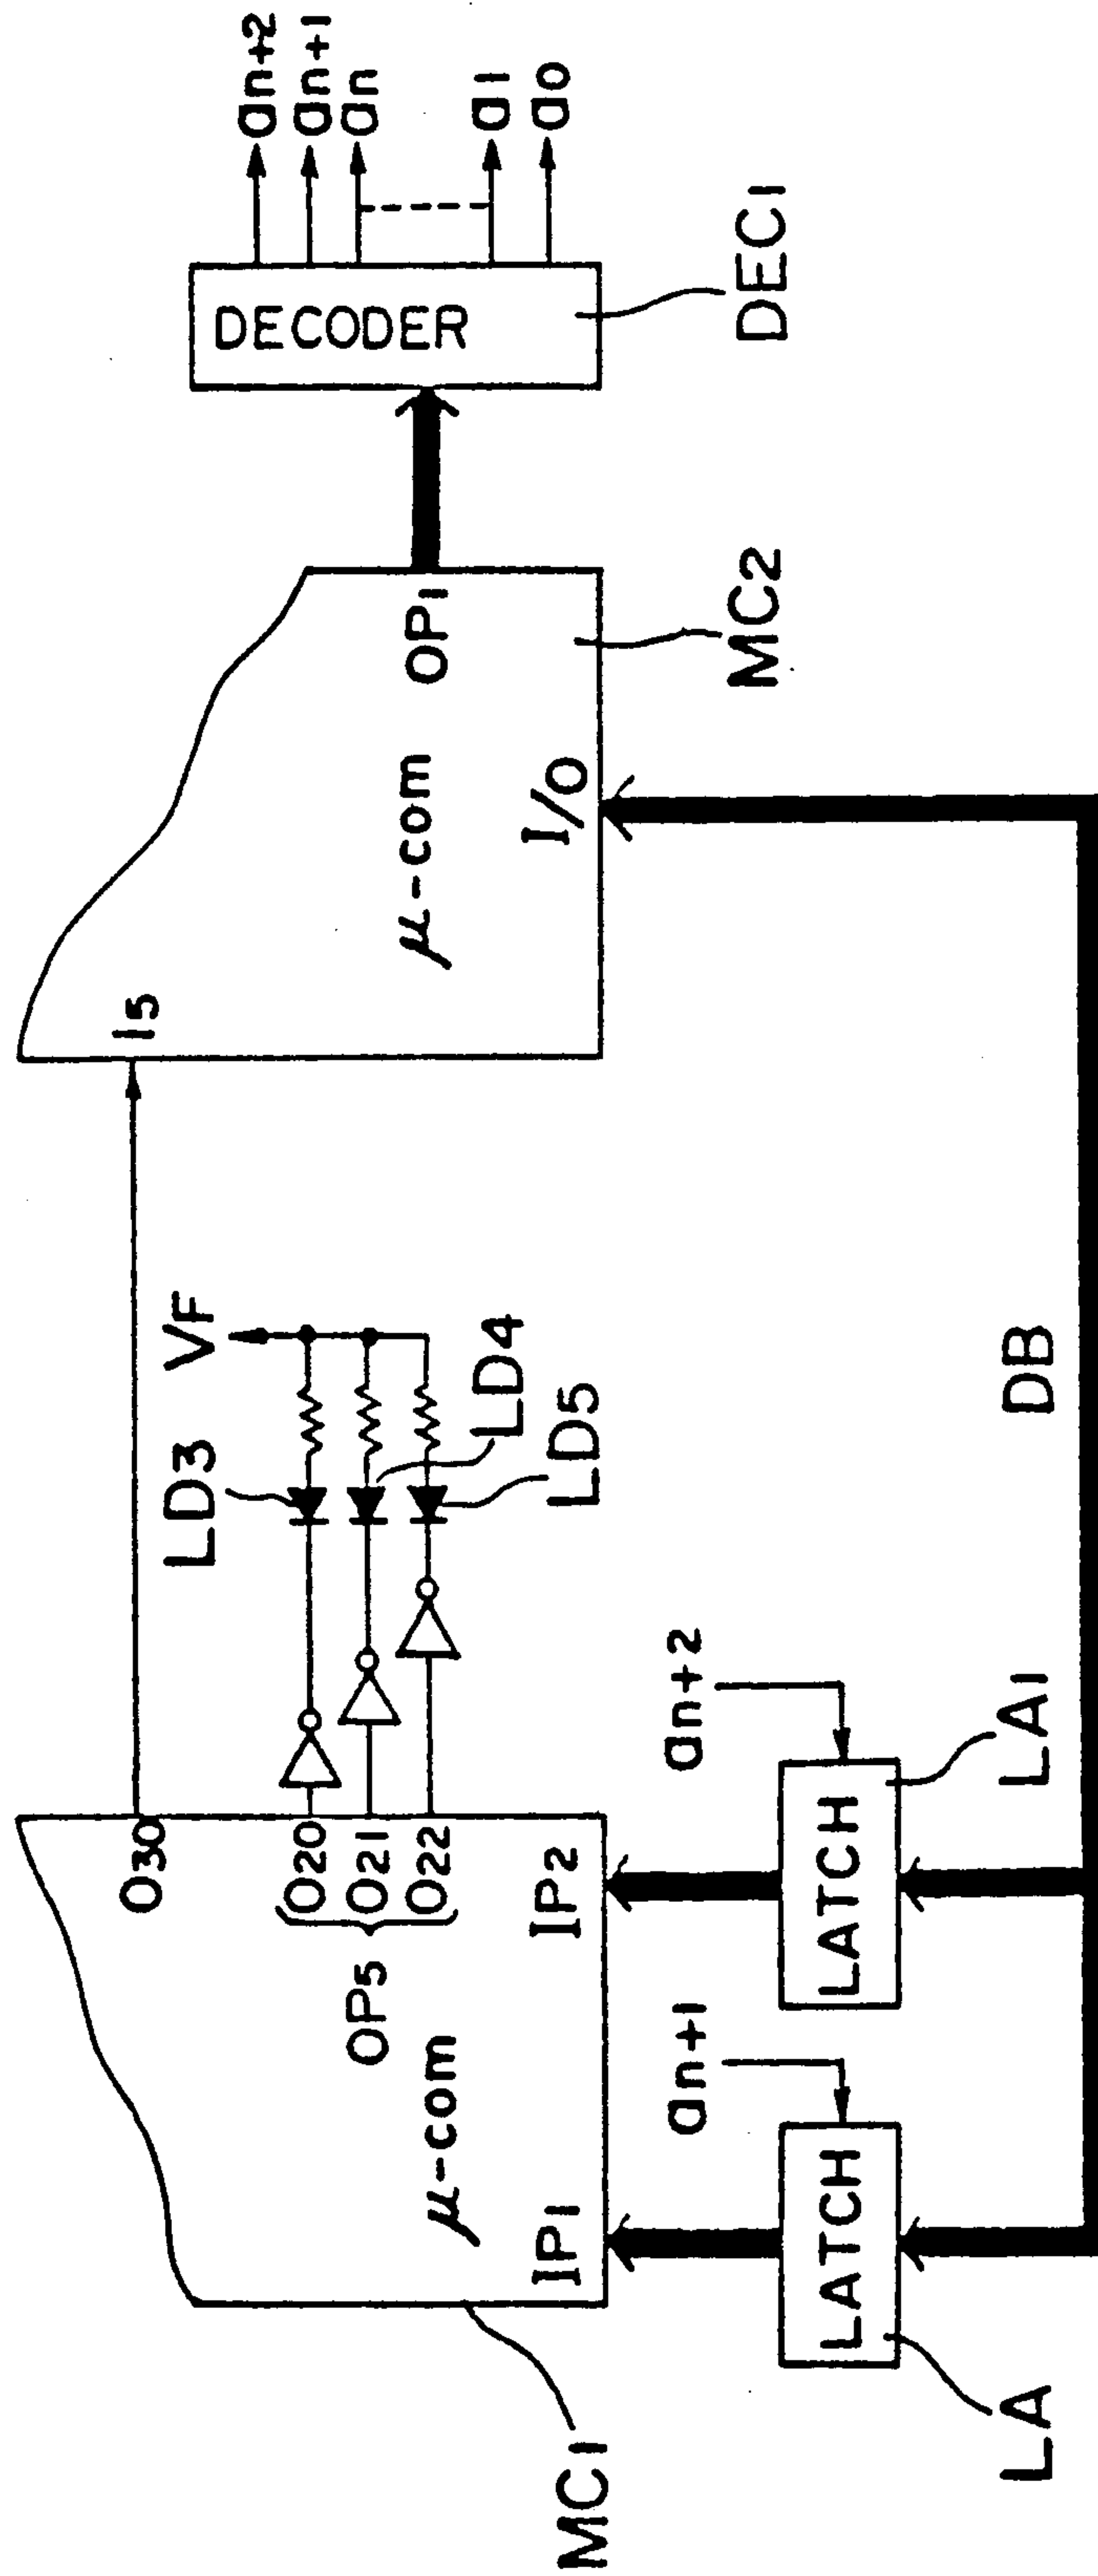 O30
I5
VF
LD3
LD4
LD5
OP5
O20
O21
O22
μ-com
IP1
IP2
MC1
μ-com
OP1
I/O
MC2
DECODER
DEC1
an+2
an+1
an
a1
a0
an+1
an+2
LATCH
LATCH
LA
LA1
DB